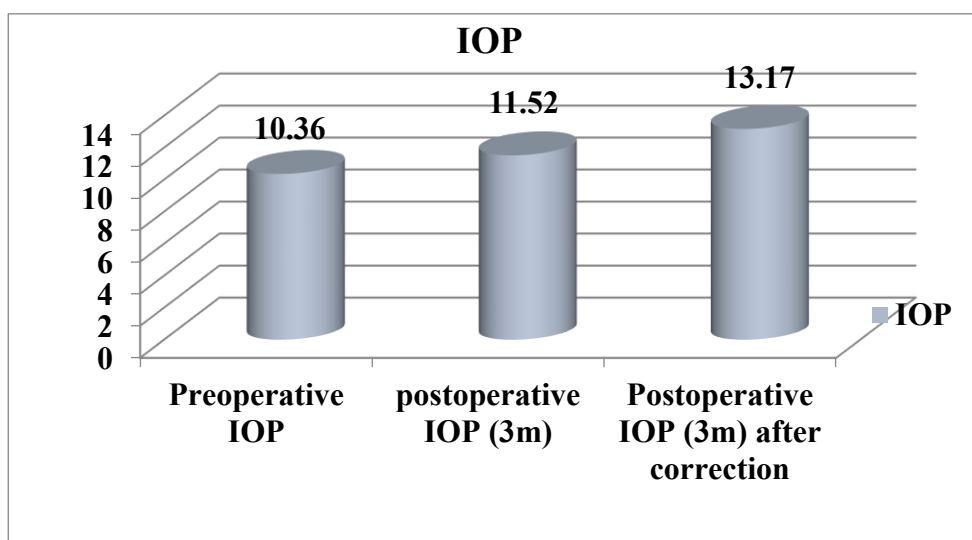 IOP
13.17
11.52
10.36
14
12
10
8
6
4
2
0
IOP
Preoperative
IOP
postoperative
IOP (3m)
Postoperative
IOP (3m) after
correction